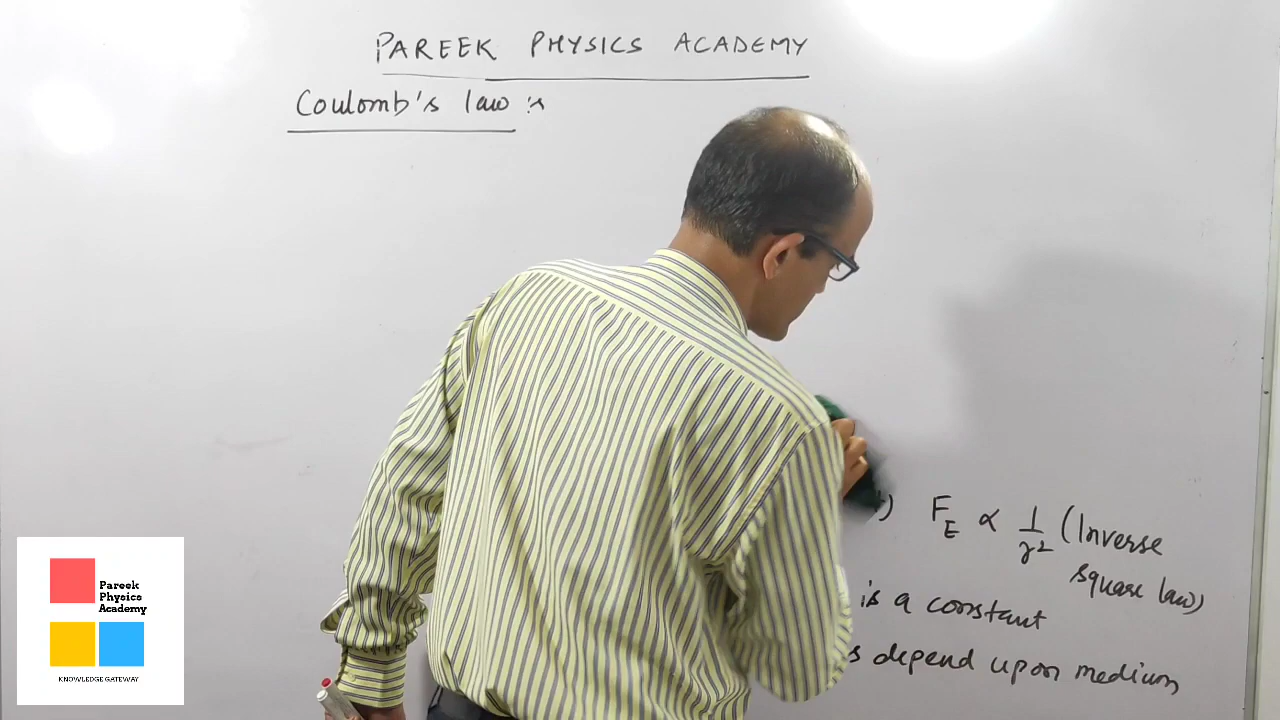 PAREEK PHYSICS ACADEMY
Coulomb's law :
) F_E ∝ 1/r² (Inverse
square law)
is a constant
s depend upon medium
Pareek
Physics
Academy
KNOWLEDGE GATEWAY